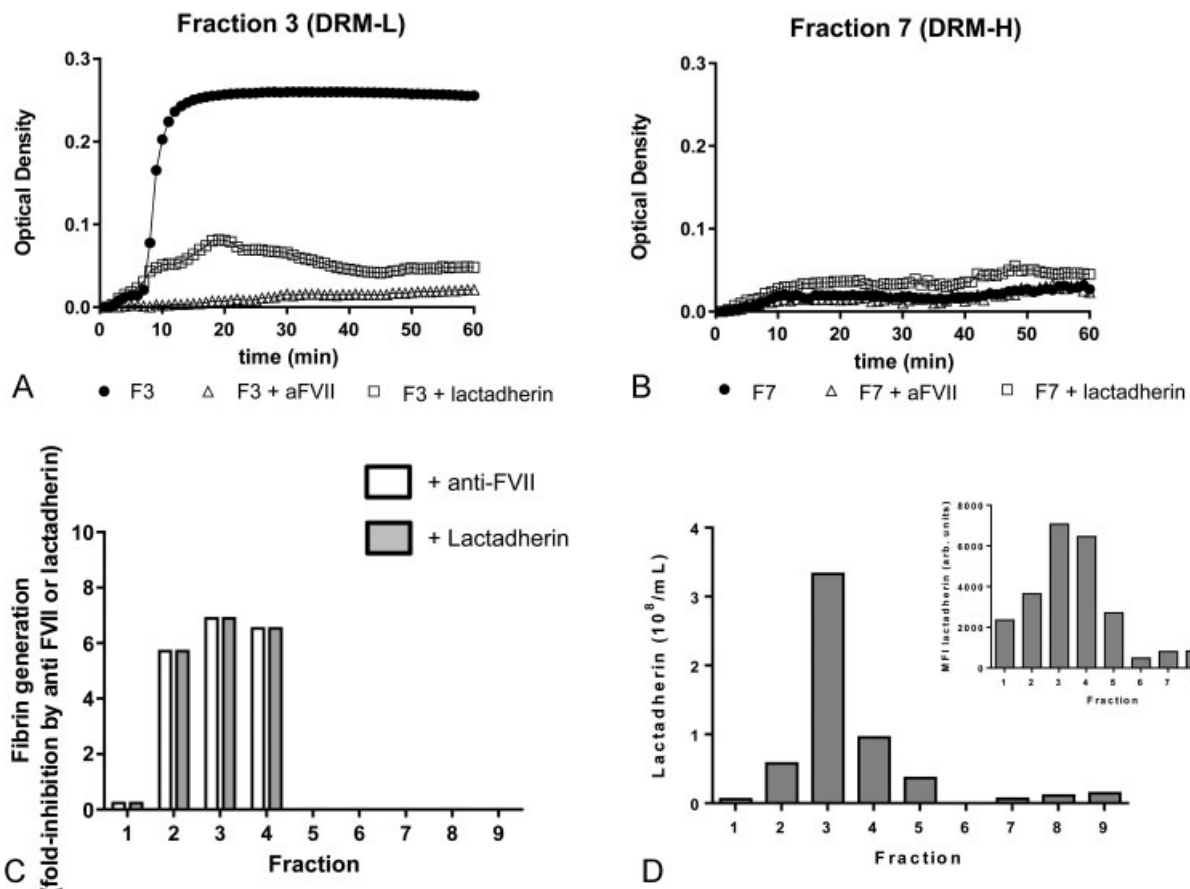 Fraction 3 (DRM-L)
0.3
0.2
0.1
0.0
Optical Density
0 10 20 30 40 50 60
time (min)
A
F3 F3 + aFVII F3 + lactadherin
Fraction 7 (DRM-H)
0.3
0.2
0.1
0.0
Optical Density
0 10 20 30 40 50 60
time (min)
B
F7 F7 + aFVII F7 + lactadherin
+ anti-FVII
+ Lactadherin
Fibrin generation
(fold-inhibition by anti FVII or lactadherin)
10
8
6
4
2
0
1 2 3 4 5 6 7 8 9
Fraction
C
Lactadherin (10⁸/mL)
4
3
2
1
0
1 2 3 4 5 6 7 8 9
Fraction
D
MFI lactadherin (arb. units)
8000
6000
4000
2000
0
1 2 3 4 5 6 7
Fraction